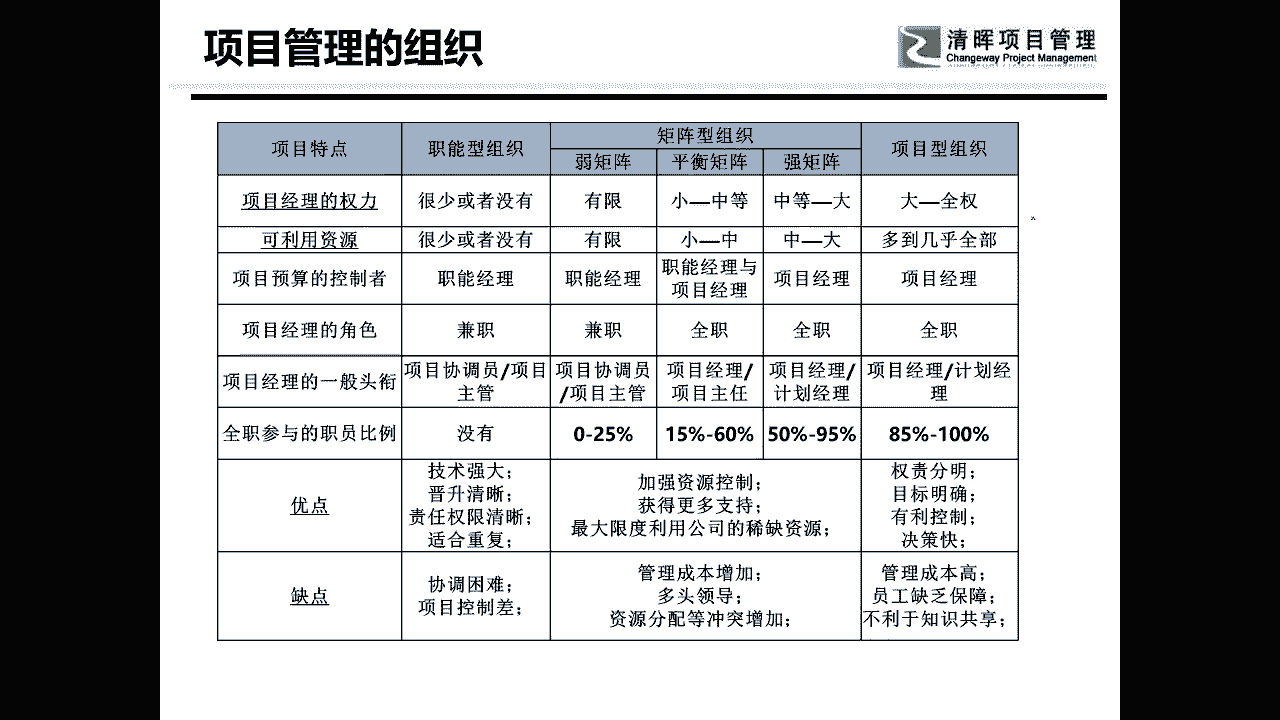 项目管理的组织
清晖项目管理
Changeway Project Management
项目特点 职能型组织 矩阵型组织 项目型组织
弱矩阵 平衡矩阵 强矩阵
项目经理的权力 很少或者没有 有限 小—中等 中等—大 大—全权
可利用资源 很少或者没有 有限 小—中 中—大 多到几乎全部
项目预算的控制者 职能经理 职能经理 职能经理与 项目经理 项目经理
项目经理
项目经理的角色 兼职 兼职 全职 全职 全职
项目经理的一般头衔 项目协调员/项目 项目协调员 项目经理/ 项目经理/ 项目经理/计划经
主管 /项目主管 项目主任 计划经理 理
全职参与的职员比例 没有 0-25% 15%-60% 50%-95% 85%-100%
优点
技术强大；
晋升清晰；
责任权限清晰；
适合重复；
加强资源控制；
获得更多支持；
最大限度利用公司的稀缺资源；
权责分明；
目标明确；
有利控制；
决策快；
缺点
协调困难；
项目控制差；
管理成本增加；
多头领导；
资源分配等冲突增加；
管理成本高；
员工缺乏保障；
不利于知识共享；